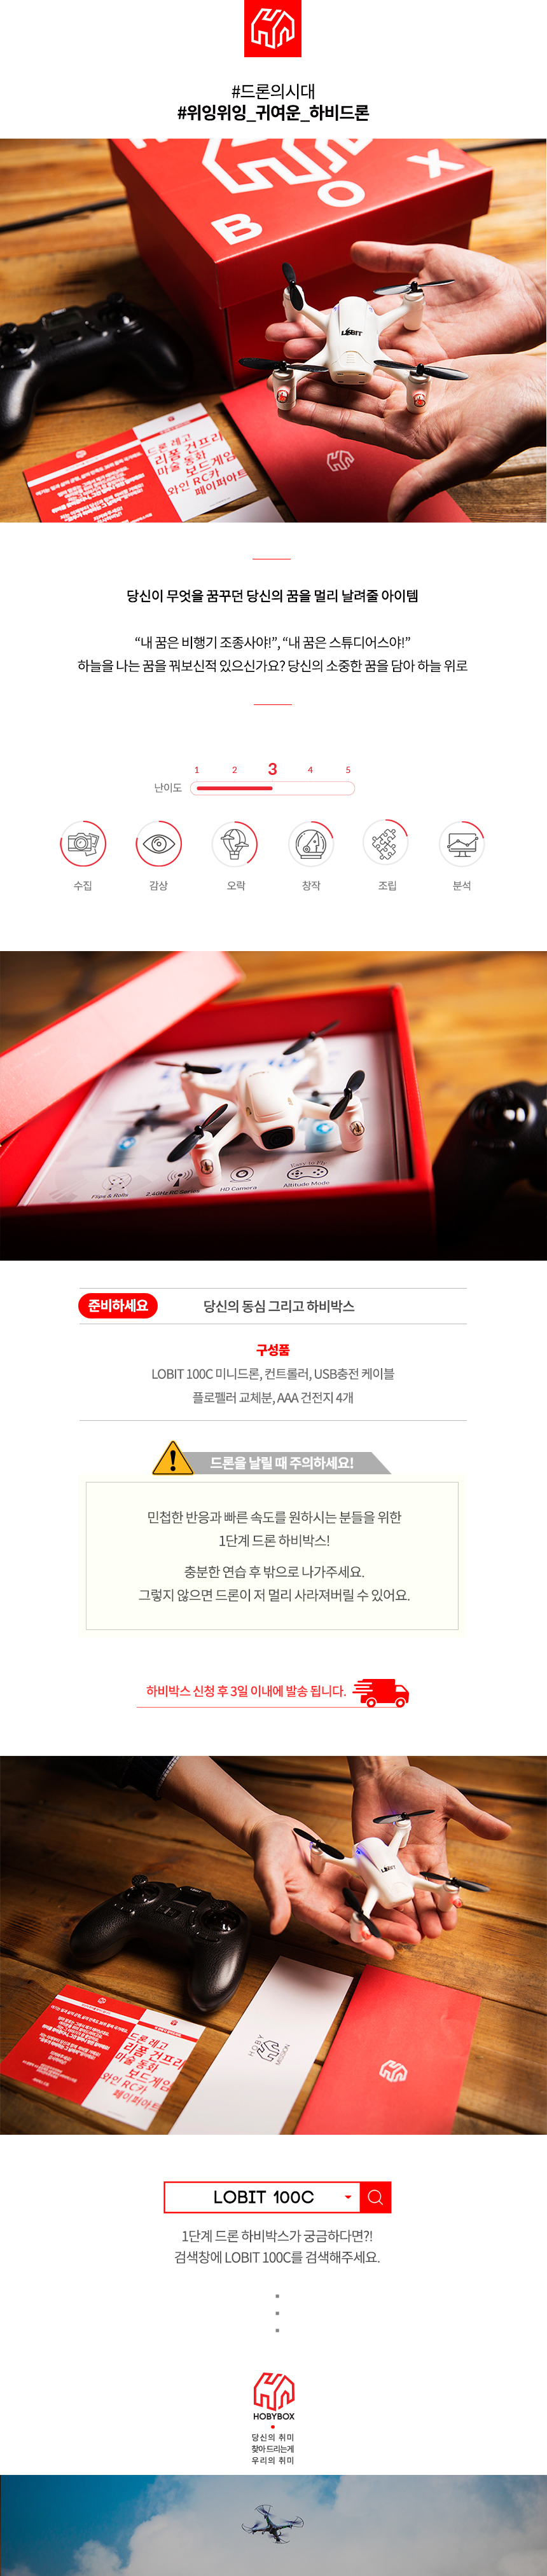 #드론의시대
#위잉위잉_귀여운_하비드론
B O X
LOBIT
드론 레고
리폼 건프라
미술 동화
보드게임
와인 RC카
페이퍼아트
당신이 무엇을 꿈꾸던 당신의 꿈을 멀리 날려줄 아이템
“내 꿈은 비행기 조종사야!”, “내 꿈은 스튜디어스야!”
하늘을 나는 꿈을 꿔보신적 있으신가요? 당신의 소중한 꿈을 담아 하늘 위로
1 2 3 4 5
난이도
수집 감상 오락 창작 조립 분석
Flips & Rolls
2.4GHz RC Series
HD Camera
Easy to Fly
Altitude Mode
준비하세요
당신의 동심 그리고 하비박스
구성품
LOBIT 100C 미니드론, 컨트롤러, USB충전 케이블
플로펠러 교체분, AAA 건전지 4개
드론을 날릴 때 주의하세요!
민첩한 반응과 빠른 속도를 원하시는 분들을 위한
1단계 드론 하비박스!
충분한 연습 후 밖으로 나가주세요.
그렇지 않으면 드론이 저 멀리 사라져버릴 수 있어요.
하비박스 신청 후 3일 이내에 발송 됩니다.
LOBIT
드론 레고
리폼 건프라
미술 동화
보드게임
와인 RC카
페이퍼아트
HOBY
MISSION
LOBIT 100C
1단계 드론 하비박스가 궁금하다면?!
검색창에 LOBIT 100C를 검색해주세요.
HOBYBOX
당신의 취미
찾아드리는게
우리의 취미